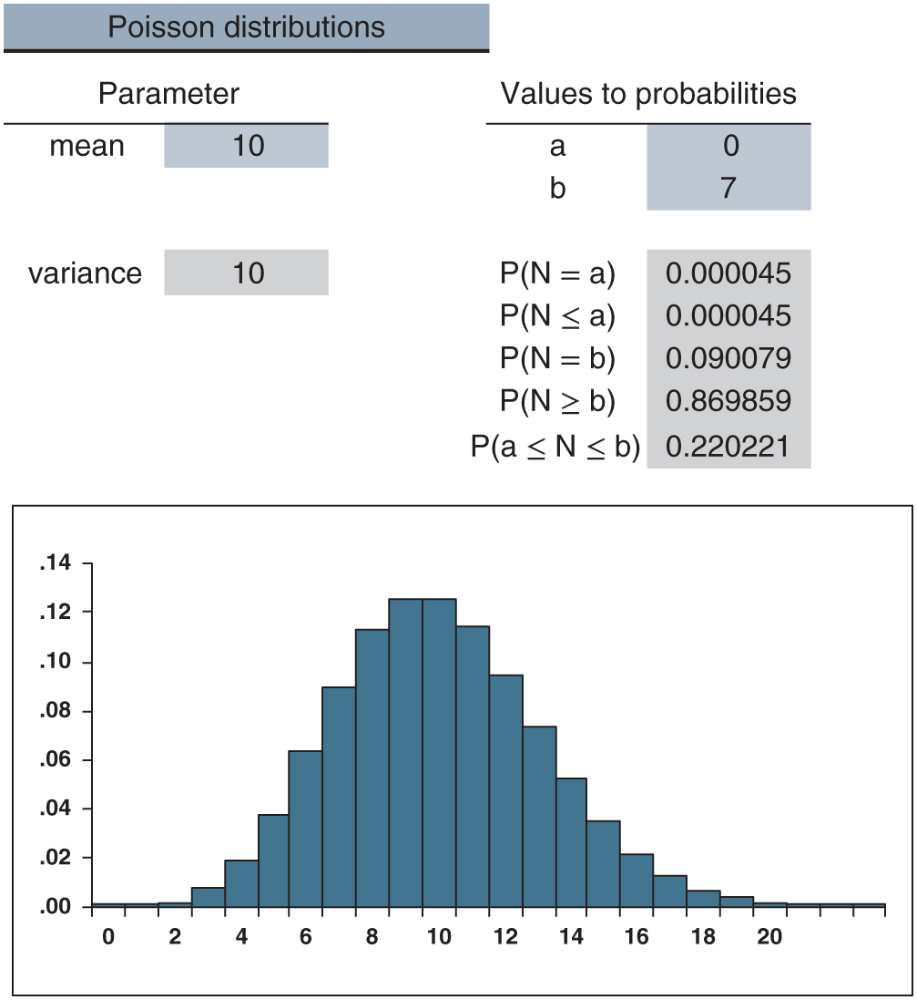 Poisson distributions
Parameter
mean 10
variance 10
Values to probabilities
a 0
b 7
P(N = a) 0.000045
P(N ≤ a) 0.000045
P(N = b) 0.090079
P(N ≥ b) 0.869859
P(a ≤ N ≤ b) 0.220221
.14
.12
.10
.08
.06
.04
.02
.00
0 2 4 6 8 10 12 14 16 18 20